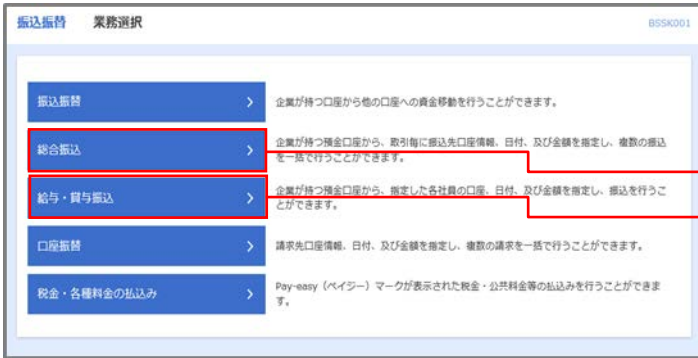 振込振替 業務選択 BSSK001
振込振替 > 企業が持つ口座から他の口座への資金移動を行うことができます。
総合振込 > 企業が持つ預金口座から、取引毎に振込先口座情報、日付、及び金額を指定し、複数の振込
を一括で行うことができます。
給与・賞与振込 > 企業が持つ預金口座から、指定した各社員の口座、日付、及び金額を指定し、振込を行うこ
とができます。
口座振替 > 請求先口座情報、日付、及び金額を指定し、複数の請求を一括で行うことができます。
税金・各種料金の払込み > Pay-easy（ペイジー）マークが表示された税金・公共料金等の払込みを行うことができま
す。